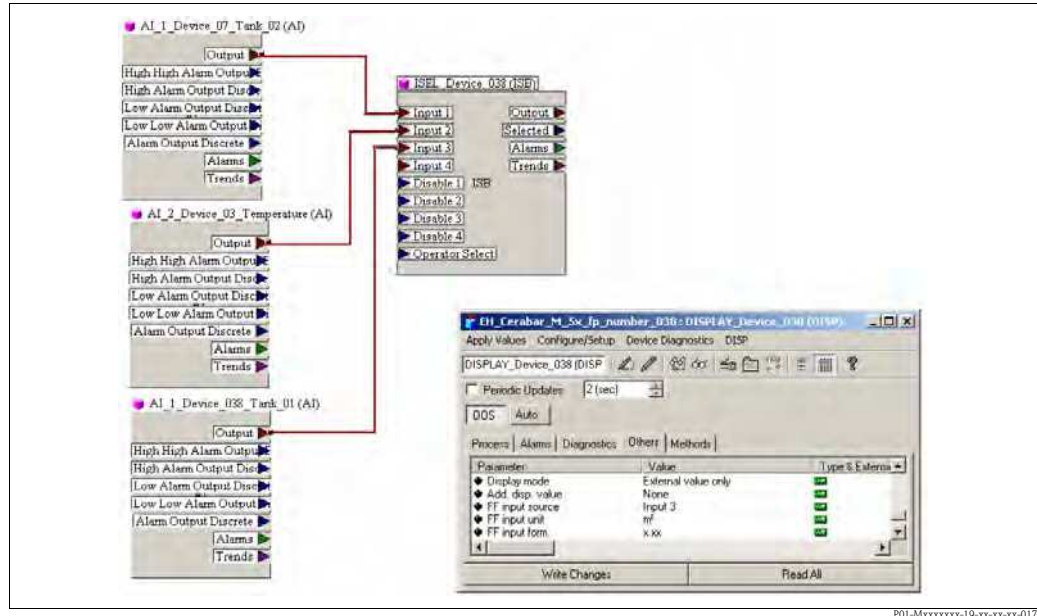 AI_1_Device_07_Tank_02 (AI)
Output
High High Alarm Output
High Alarm Output Disc
Low Alarm Output Disc
Low Low Alarm Output
Alarm Output Discrete
Alarms
Trends
ISEL_Device_038 (ISB)
Input 1
Input 2
Input 3
Input 4
Disable 1
Disable 2
Disable 3
Disable 4
Operator Select
ISB
Output
Selected
Alarms
Trends
AI_2_Device_03_Temperature (AI)
Output
High High Alarm Output
High Alarm Output Disc
Low Alarm Output Disc
Low Low Alarm Output
Alarm Output Discrete
Alarms
Trends
AI_1_Device_038_Tank_01 (AI)
Output
High High Alarm Output
High Alarm Output Disc
Low Alarm Output Disc
Low Low Alarm Output
Alarm Output Discrete
Alarms
Trends
EH_Cerabar_M_5x_fp_number_038 : DISPLAY_Device_038 (DISP)
Apply Values Configure/Setup Device Diagnostics DISP
DISPLAY_Device_038 (DISP
Periodic Updates 2 (sec)
OOS Auto
Process Alarms Diagnostics Others Methods
Parameter Value Type & Extensi
Display mode External value only
Add. disp. value None
FF input source Input 3
FF input unit m³
FF input form. x.xx
Write Changes Read All
P01-Mxxxxxxx-19-xx-xx-xx-017